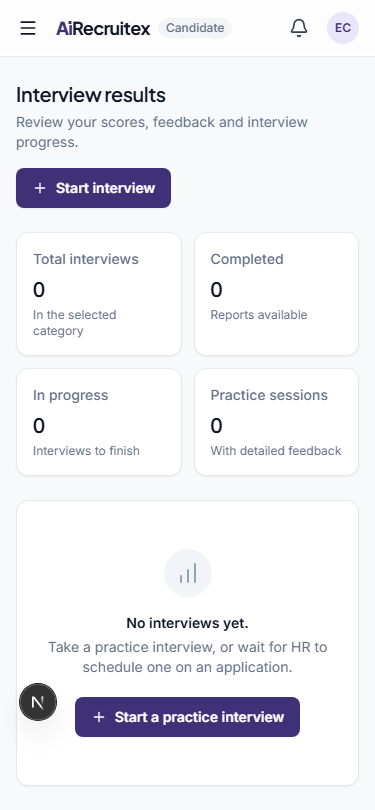 AiRecruitex Candidate EC
Interview results
Review your scores, feedback and interview
progress.
+ Start interview
Total interviews
0
In the selected
category
Completed
0
Reports available
In progress
0
Interviews to finish
Practice sessions
0
With detailed feedback
No interviews yet.
Take a practice interview, or wait for HR to
schedule one on an application.
N
+ Start a practice interview